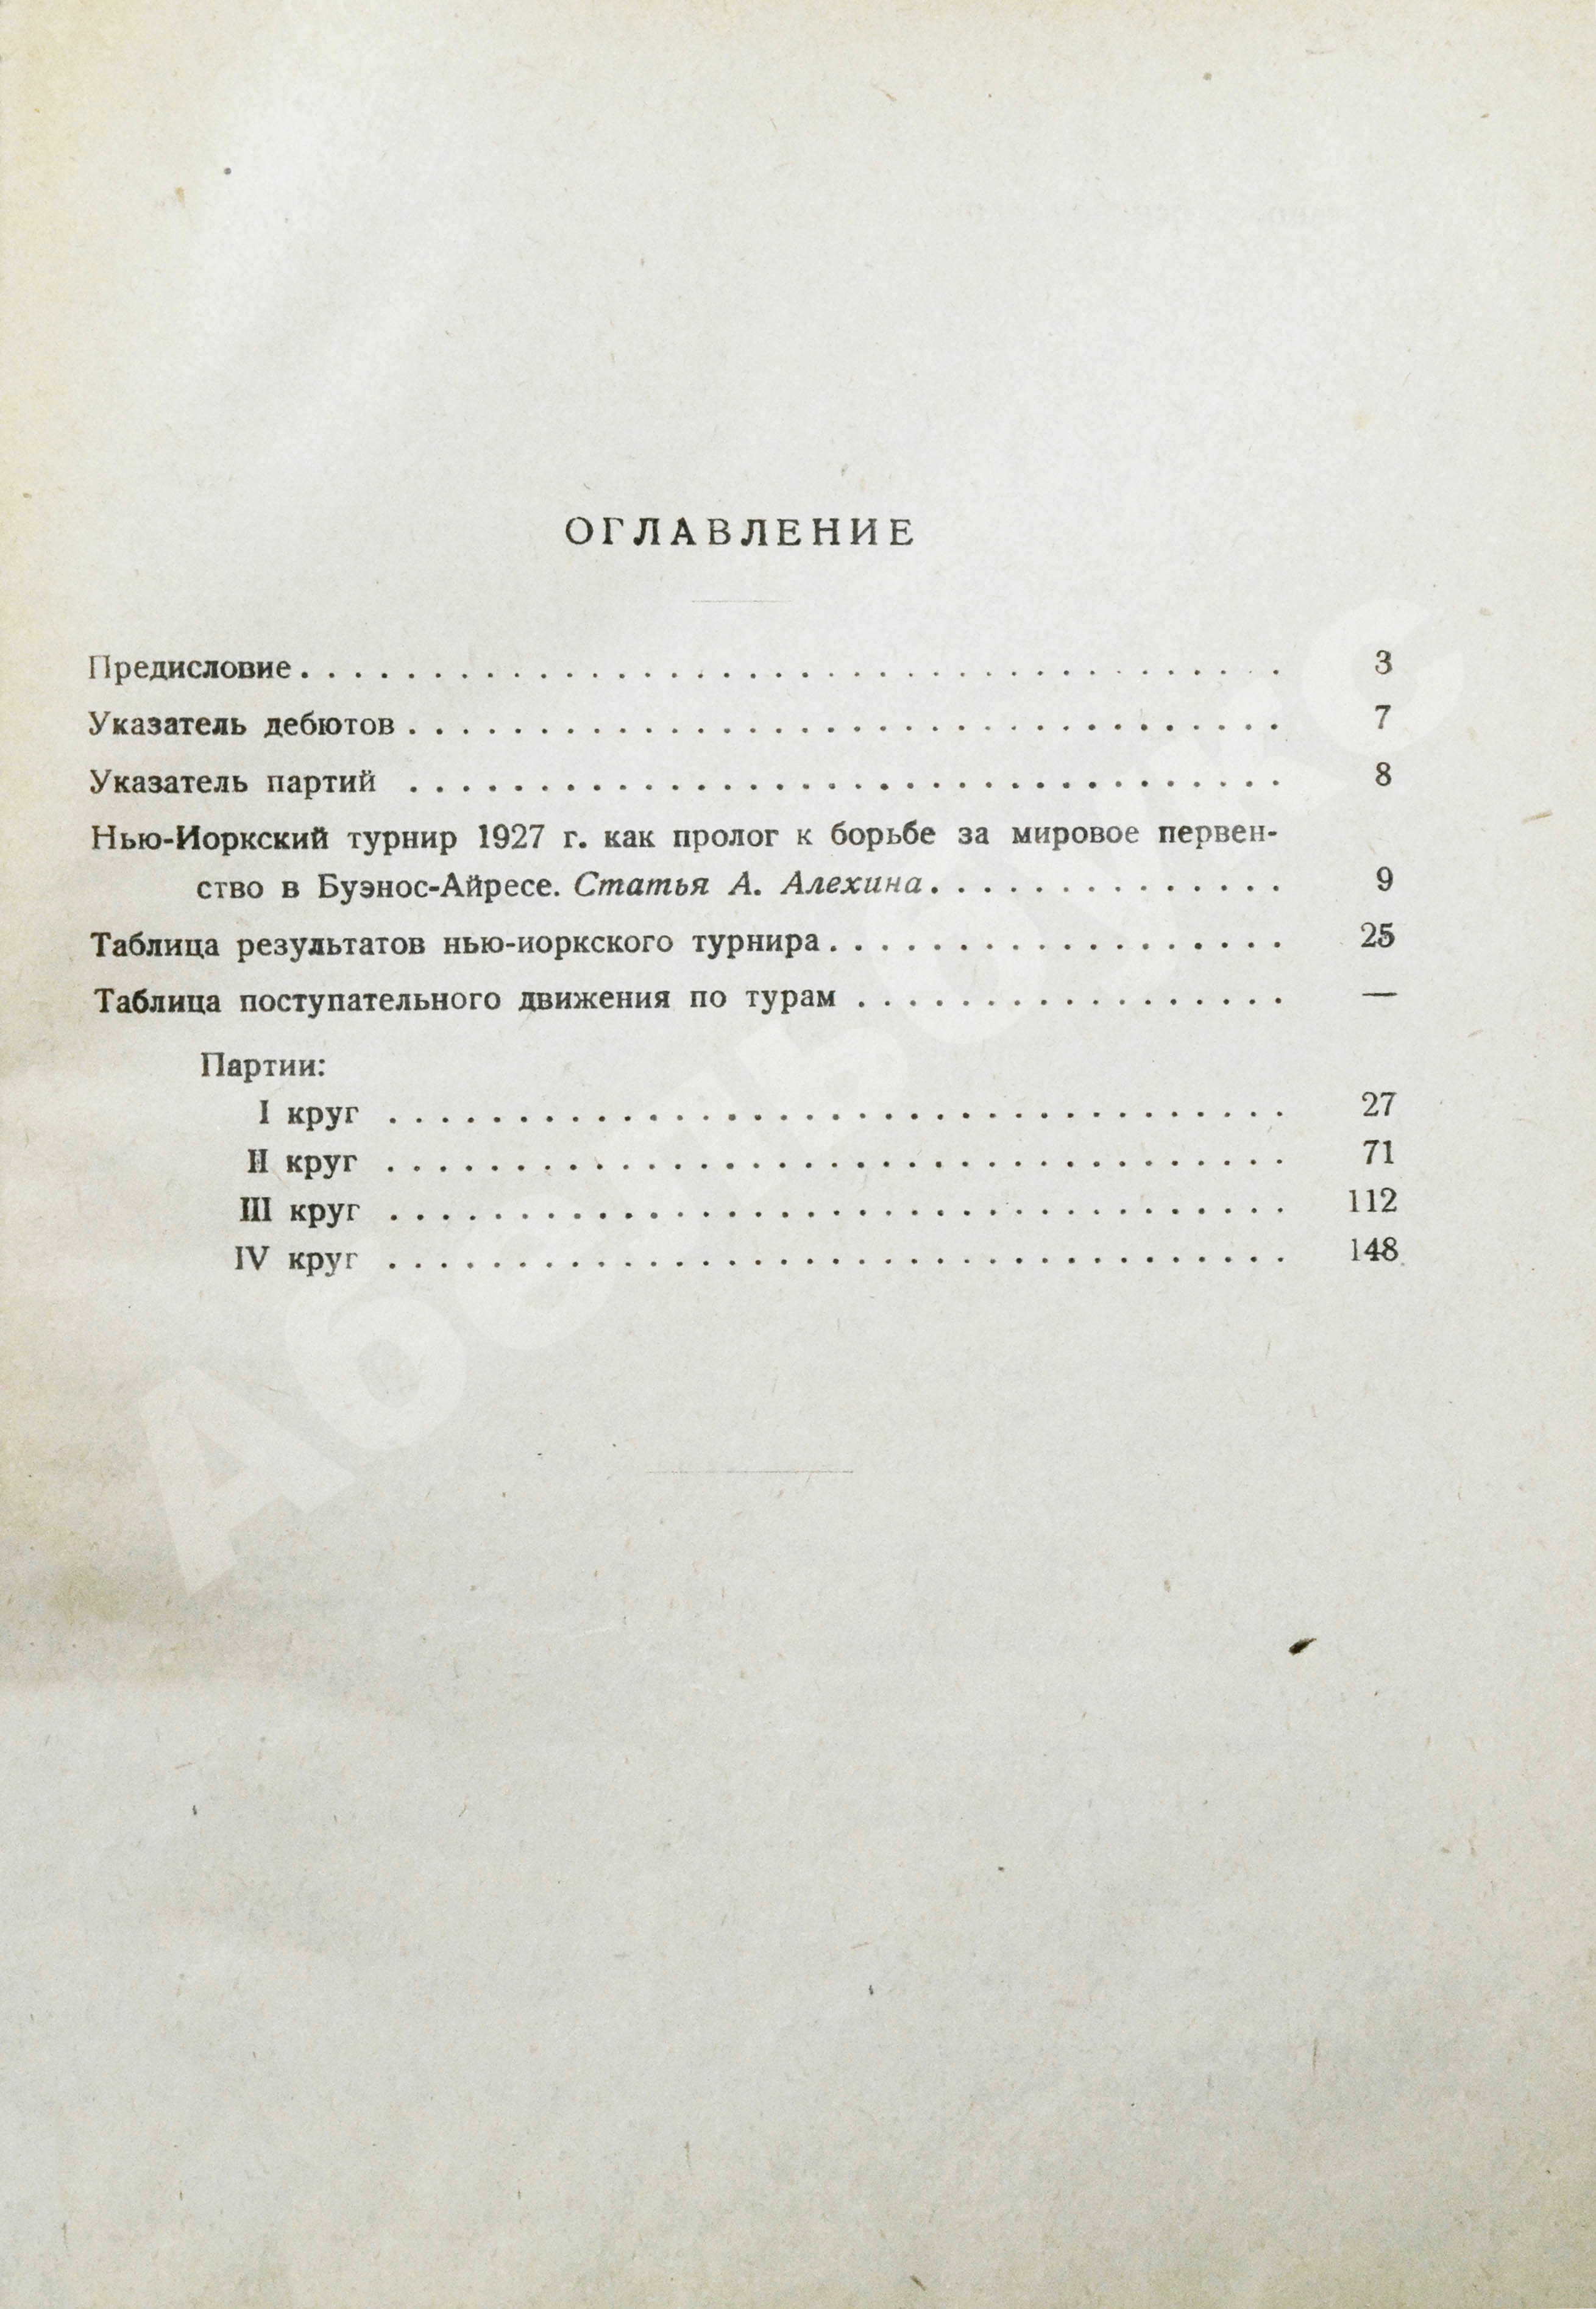 ОГЛАВЛЕНИЕ
Предисловие. . . . . . . . . . . . . . . . . . . . . . . . . . . . . . . . . . . . . . 3
Указатель дебютов . . . . . . . . . . . . . . . . . . . . . . . . . . . . . . . . . . 7
Указатель партий . . . . . . . . . . . . . . . . . . . . . . . . . . . . . . . . . . 8
Нью-Иоркский турнир 1927 г. как пролог к борьбе за мировое первен-
ство в Буэнос-Айресе. Статья А. Алехина. . . . . . . . . . . . . . 9
Таблица результатов нью-иоркского турнира. . . . . . . . . . . . . . . . . . 25
Таблица поступательного движения по турам . . . . . . . . . . . . . . . . . —
Партии:
I круг . . . . . . . . . . . . . . . . . . . . . . . . . . . . . . . . . . . 27
II круг . . . . . . . . . . . . . . . . . . . . . . . . . . . . . . . . . . . 71
III круг . . . . . . . . . . . . . . . . . . . . . . . . . . . . . . . . . . . 112
IV круг . . . . . . . . . . . . . . . . . . . . . . . . . . . . . . . . . . . 148